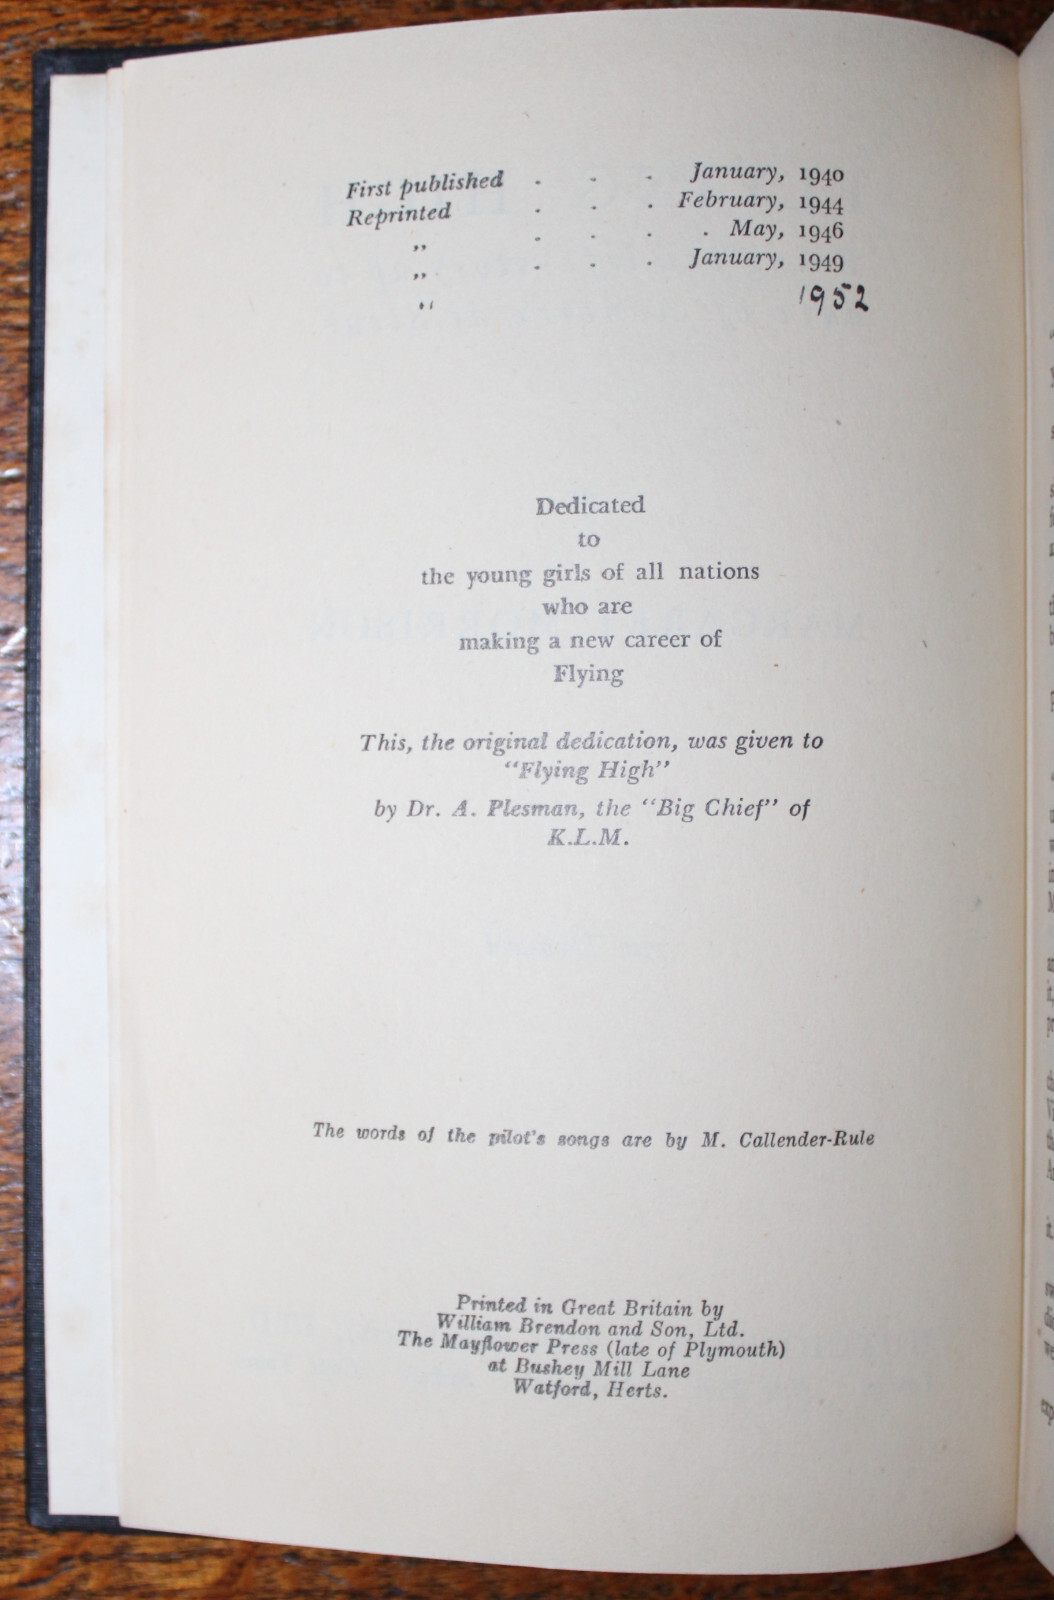 First published . . . January, 1940
Reprinted . . . February, 1944
,, . . . . May, 1946
,, . . . January, 1949
,, 1952
Dedicated
to
the young girls of all nations
who are
making a new career of
Flying
This, the original dedication, was given to
"Flying High"
by Dr. A. Plesman, the "Big Chief" of
K.L.M.
The words of the pilot's songs are by M. Callender-Rule
Printed in Great Britain by
William Brendon and Son, Ltd.
The Mayflower Press (late of Plymouth)
at Bushey Mill Lane
Watford, Herts.